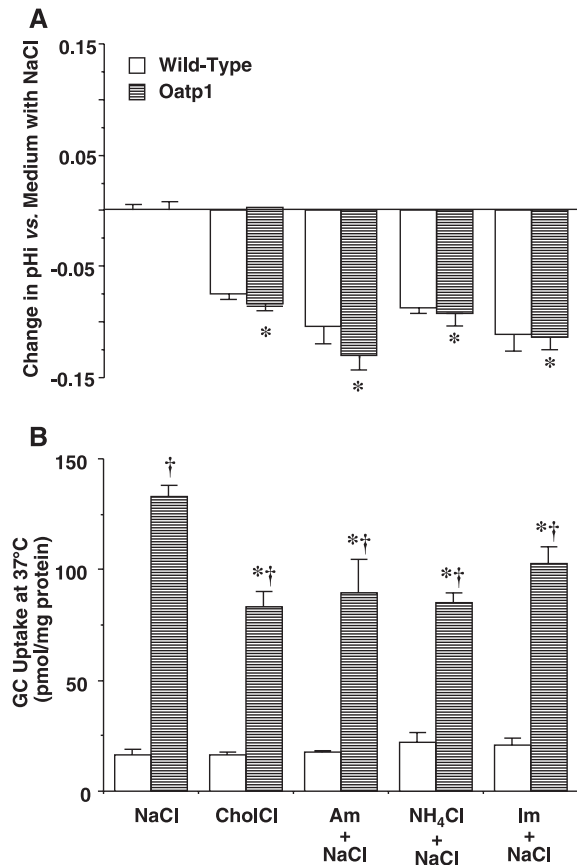 A
Change in pHi vs. Medium with NaCl
0.15
0.05
-0.05
-0.15
Wild-Type
Oatp1
* * * *
B
GC Uptake at 37°C
(pmol/mg protein)
150
100
50
0
† *† *† *† *†
NaCl CholCl Am NH₄Cl Im
+ + +
NaCl NaCl NaCl